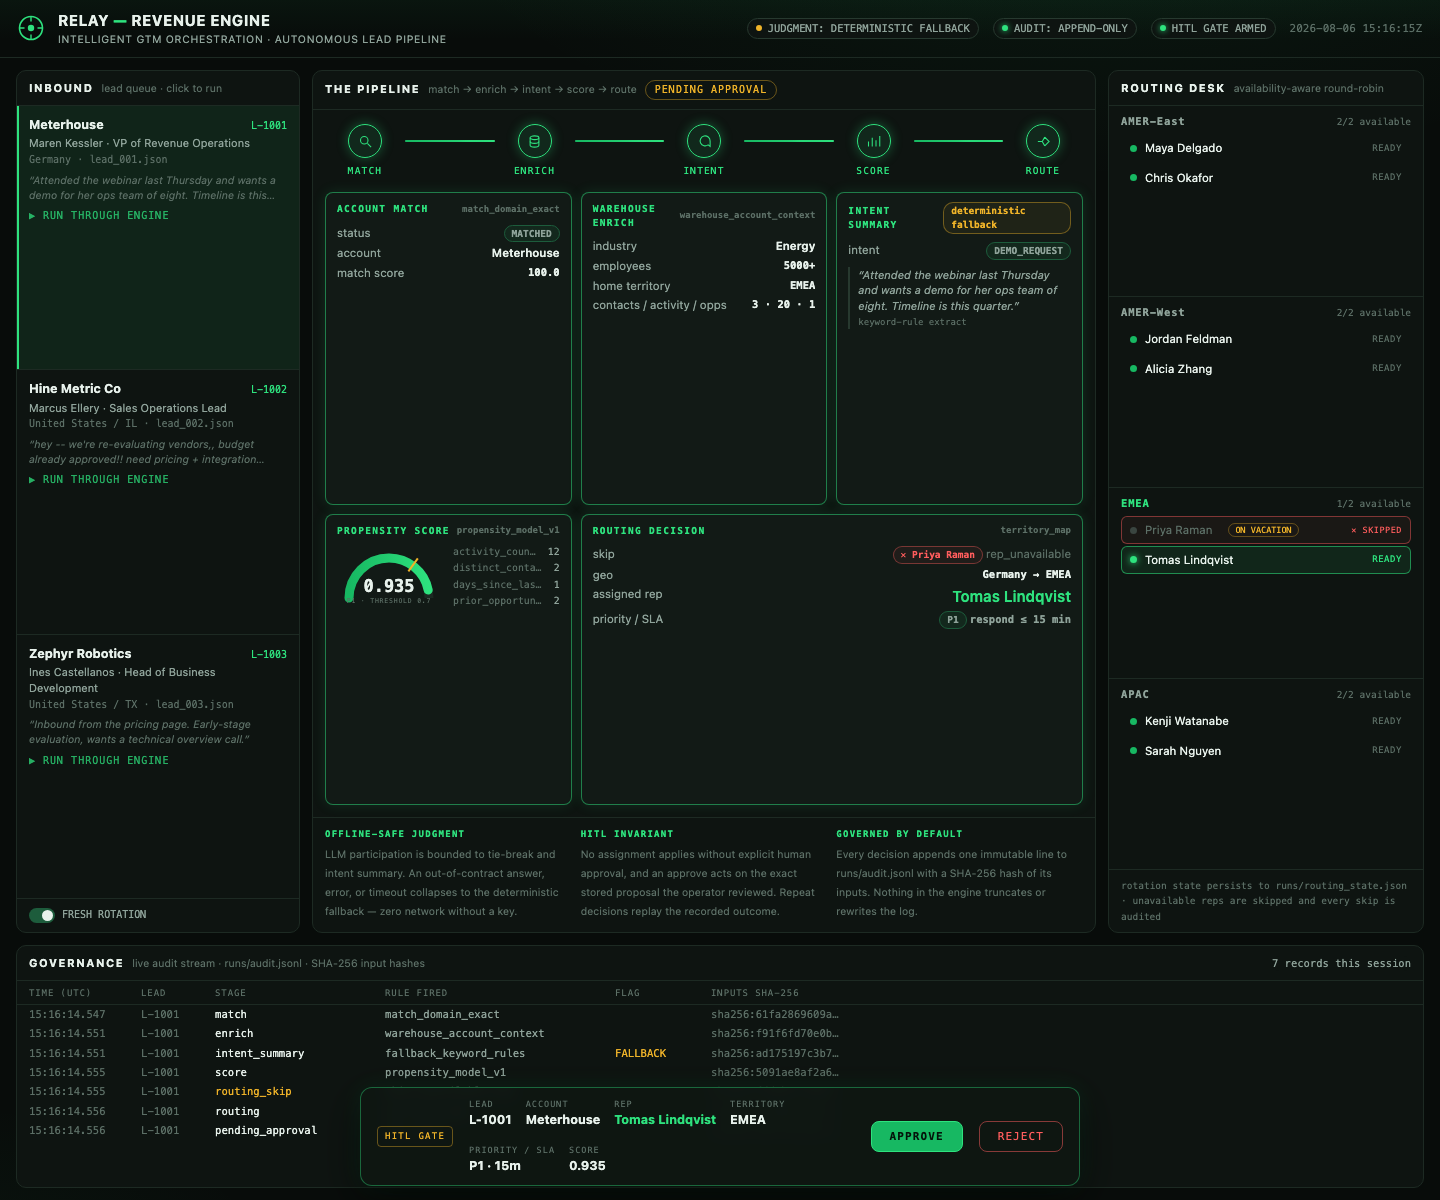 RELAY — REVENUE ENGINE
INTELLIGENT GTM ORCHESTRATION · AUTONOMOUS LEAD PIPELINE
JUDGMENT: DETERMINISTIC FALLBACK
AUDIT: APPEND-ONLY
HITL GATE ARMED
2026-08-06 15:16:15Z
INBOUND lead queue · click to run
Meterhouse L-1001
Maren Kessler · VP of Revenue Operations
Germany · lead_001.json
“Attended the webinar last Thursday and wants a
demo for her ops team of eight. Timeline is this…
▶ RUN THROUGH ENGINE
Hine Metric Co L-1002
Marcus Ellery · Sales Operations Lead
United States / IL · lead_002.json
“hey -- we're re-evaluating vendors,, budget
already approved!! need pricing + integration…
▶ RUN THROUGH ENGINE
Zephyr Robotics L-1003
Ines Castellanos · Head of Business
Development
United States / TX · lead_003.json
“Inbound from the pricing page. Early-stage
evaluation, wants a technical overview call.”
▶ RUN THROUGH ENGINE
FRESH ROTATION
THE PIPELINE match → enrich → intent → score → route PENDING APPROVAL
MATCH ENRICH INTENT SCORE ROUTE
ACCOUNT MATCH match_domain_exact
status MATCHED
account Meterhouse
match score 100.0
WAREHOUSE
ENRICH
warehouse_account_context
industry Energy
employees 5000+
home territory EMEA
contacts / activity / opps 3 · 20 · 1
INTENT
SUMMARY
deterministic
fallback
intent DEMO_REQUEST
“Attended the webinar last Thursday
and wants a demo for her ops team of
eight. Timeline is this quarter.”
keyword-rule extract
PROPENSITY SCORE propensity_model_v1
0.935
· THRESHOLD 0.7
activity_coun… 12
distinct_conta… 2
days_since_las… 1
prior_opportun… 2
ROUTING DECISION territory_map
skip × Priya Raman rep_unavailable
geo Germany → EMEA
assigned rep Tomas Lindqvist
priority / SLA P1 respond ≤ 15 min
OFFLINE-SAFE JUDGMENT
LLM participation is bounded to tie-break and
intent summary. An out-of-contract answer,
error, or timeout collapses to the deterministic
fallback — zero network without a key.
HITL INVARIANT
No assignment applies without explicit human
approval, and an approve acts on the exact
stored proposal the operator reviewed. Repeat
decisions replay the recorded outcome.
GOVERNED BY DEFAULT
Every decision appends one immutable line to
runs/audit.jsonl with a SHA-256 hash of its
inputs. Nothing in the engine truncates or
rewrites the log.
ROUTING DESK availability-aware round-robin
AMER-East 2/2 available
Maya Delgado READY
Chris Okafor READY
AMER-West 2/2 available
Jordan Feldman READY
Alicia Zhang READY
EMEA 1/2 available
Priya Raman ON VACATION × SKIPPED
Tomas Lindqvist READY
APAC 2/2 available
Kenji Watanabe READY
Sarah Nguyen READY
rotation state persists to runs/routing_state.json
· unavailable reps are skipped and every skip is
audited
GOVERNANCE live audit stream · runs/audit.jsonl · SHA-256 input hashes 7 records this session
TIME (UTC) LEAD STAGE RULE FIRED FLAG INPUTS SHA-256
15:16:14.547 L-1001 match match_domain_exact sha256:61fa2869609a…
15:16:14.551 L-1001 enrich warehouse_account_context sha256:f91f6fd70e0b…
15:16:14.551 L-1001 intent_summary fallback_keyword_rules FALLBACK sha256:ad175197c3b7…
15:16:14.555 L-1001 score propensity_model_v1 sha256:5091ae8af2a6…
15:16:14.555 L-1001 routing_skip
15:16:14.556 L-1001 routing
15:16:14.556 L-1001 pending_approval
HITL GATE
LEAD ACCOUNT REP TERRITORY
L-1001 Meterhouse Tomas Lindqvist EMEA
PRIORITY / SLA SCORE
P1 · 15m 0.935
APPROVE REJECT